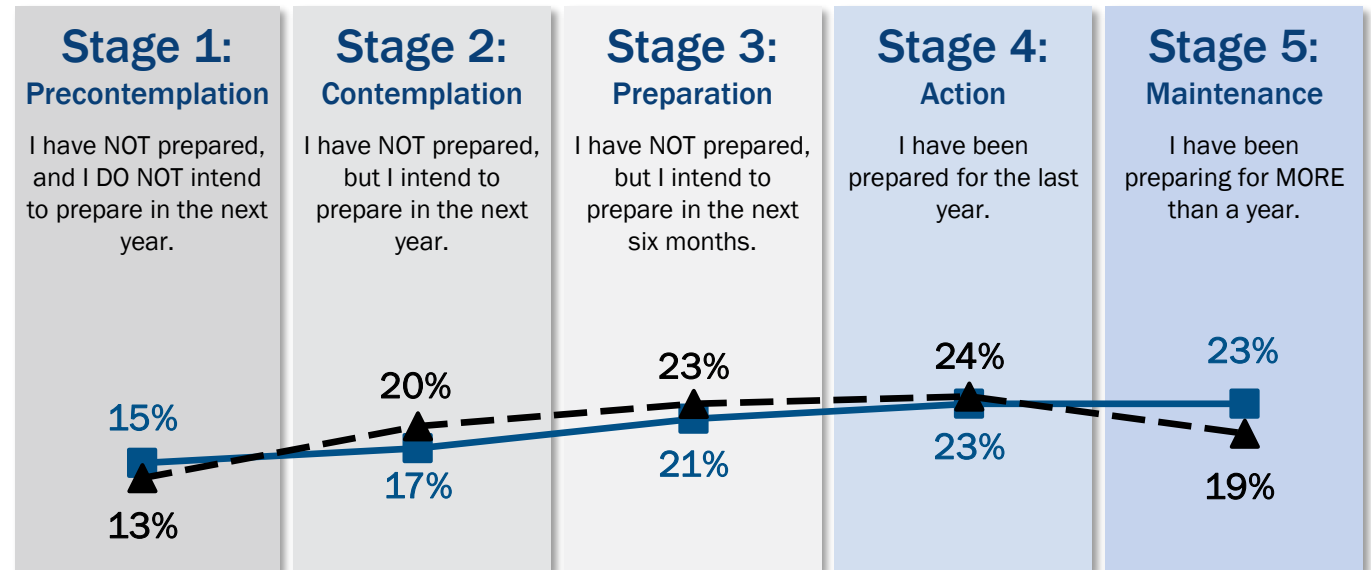 Stage 1:
Precontemplation
I have NOT prepared,
and I DO NOT intend
to prepare in the next
year.
15%
13%
Stage 2:
Contemplation
I have NOT prepared,
but I intend to
prepare in the next
year.
20%
17%
Stage 3:
Preparation
I have NOT prepared,
but I intend to
prepare in the next
six months.
23%
21%
Stage 4:
Action
I have been
prepared for the last
year.
24%
23%
Stage 5:
Maintenance
I have been
preparing for MORE
than a year.
23%
19%